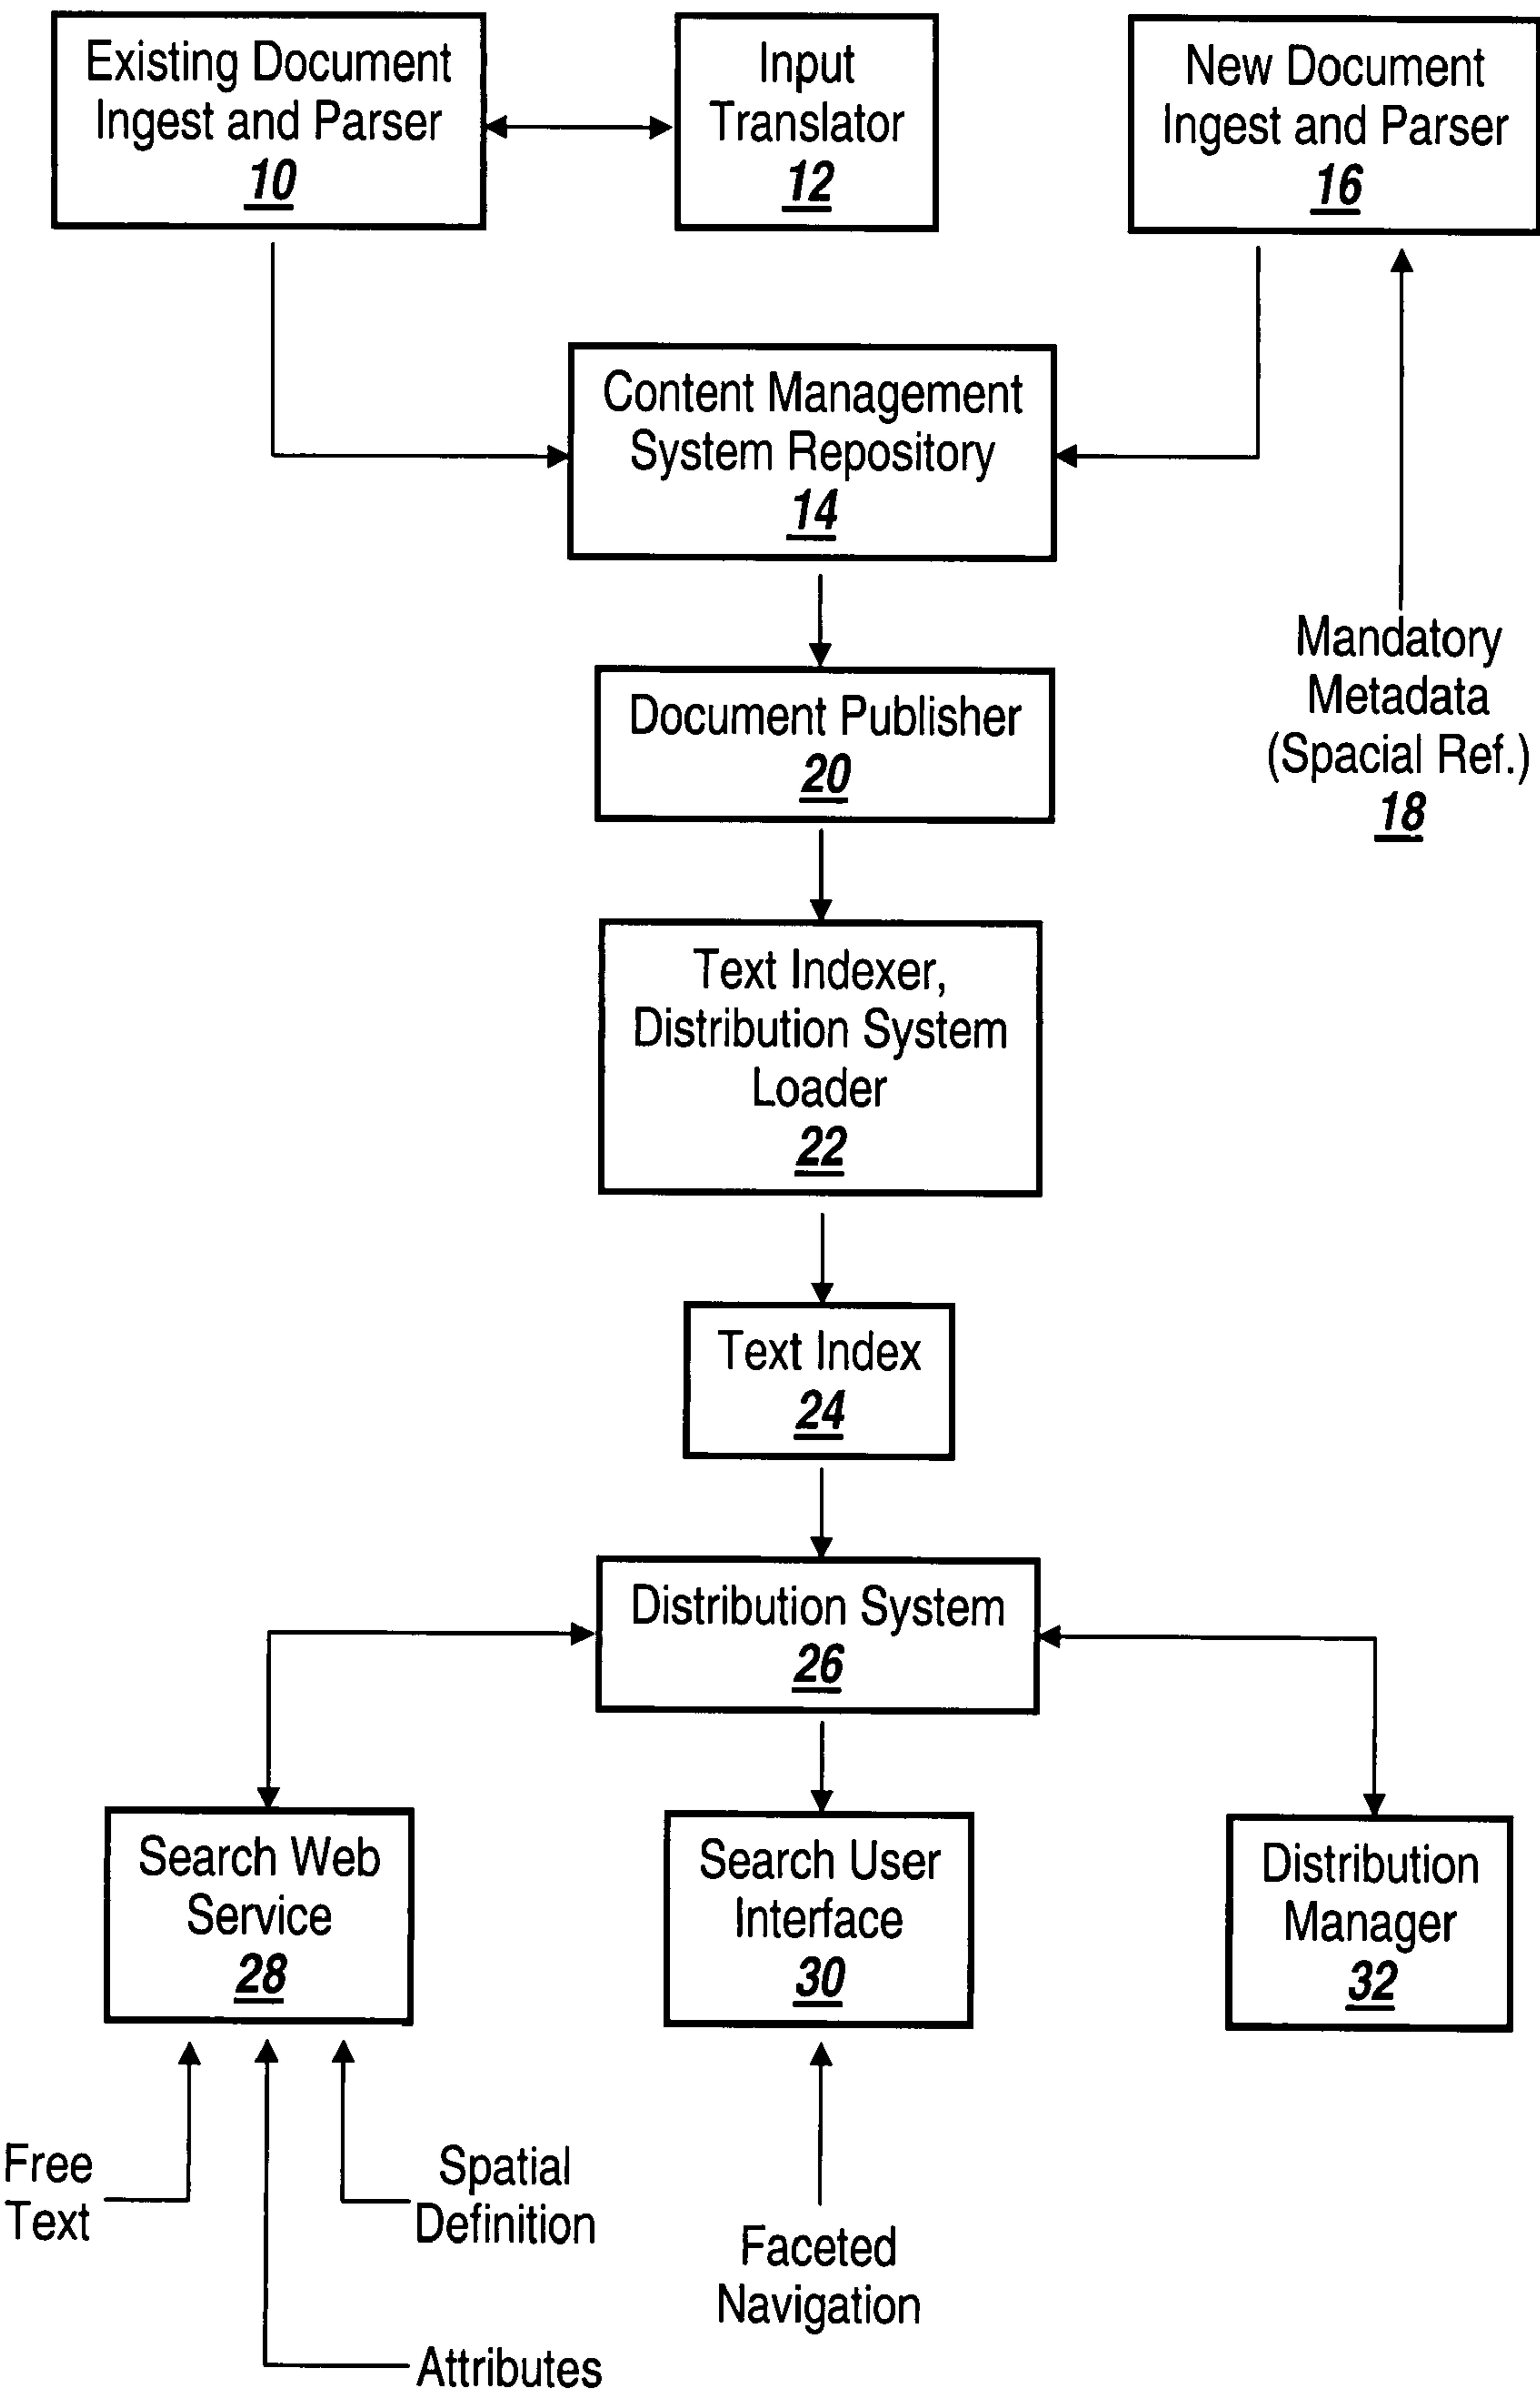 Existing Document
Ingest and Parser
10
Input
Translator
12
New Document
Ingest and Parser
16
Content Management
System Repository
14
Mandatory
Metadata
(Spacial Ref.)
18
Document Publisher
20
Text Indexer,
Distribution System
Loader
22
Text Index
24
Distribution System
26
Search Web
Service
28
Search User
Interface
30
Distribution
Manager
32
Free
Text
Spatial
Definition
Attributes
Faceted
Navigation